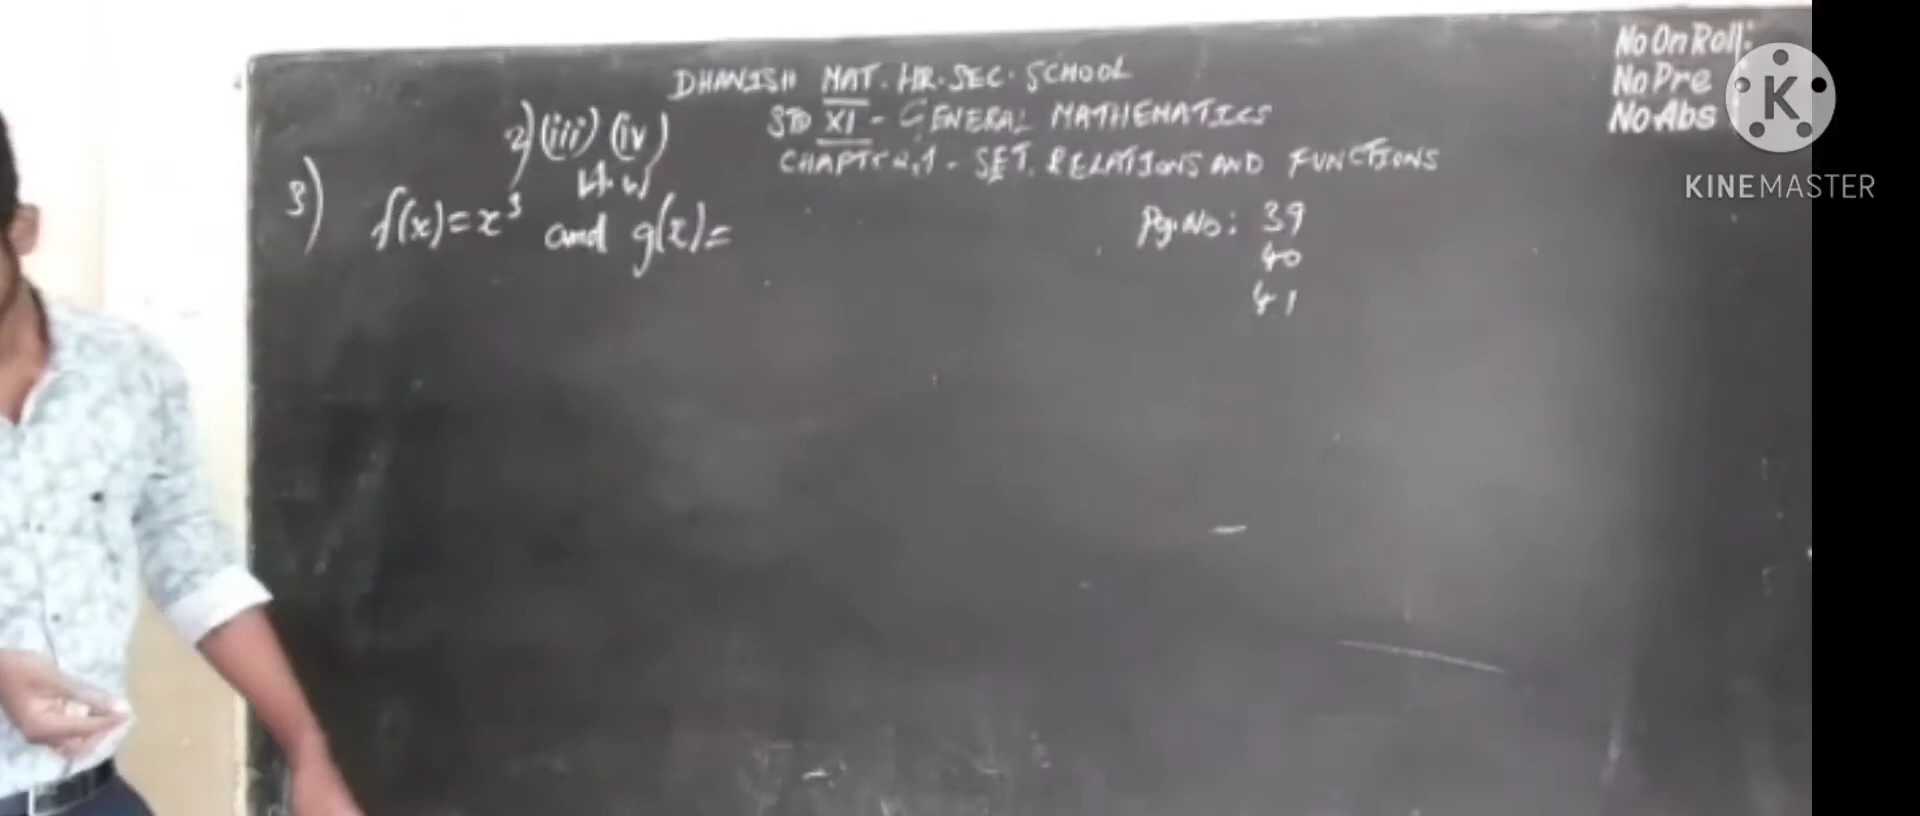 DHANISH MAT. HR. SEC. SCHOOL
STD XI - GENERAL MATHEMATICS
CHAPTER.1 - SET, RELATIONS AND FUNCTIONS
2) (iii) (iv)
H.W
3) f(x)=x³ and g(x)=
Pg.No: 39
40
41
No On Roll:
No Pre
No Abs
K
KINEMASTER